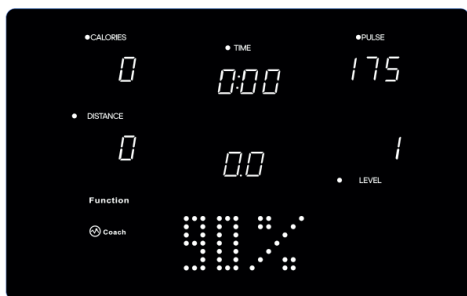 CALORIES
TIME
PULSE
0
0:00
175
DISTANCE
0
0.0
1
LEVEL
Function
Coach
90%